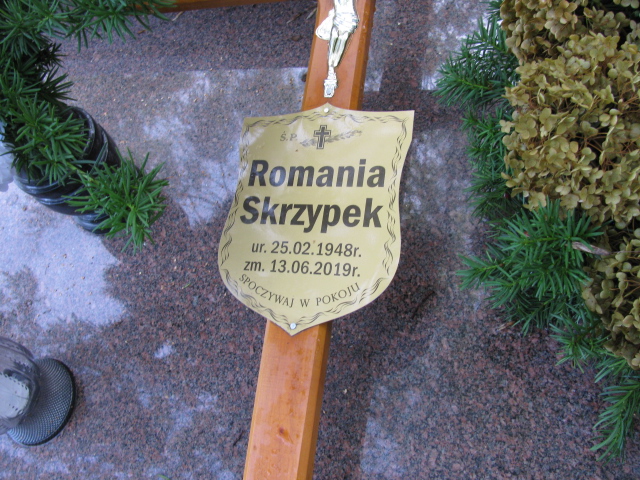 Ś.P.
Romania
Skrzypek
ur. 25.02.1948r.
zm. 13.06.2019r.
SPOCZYWAJ W POKOJU